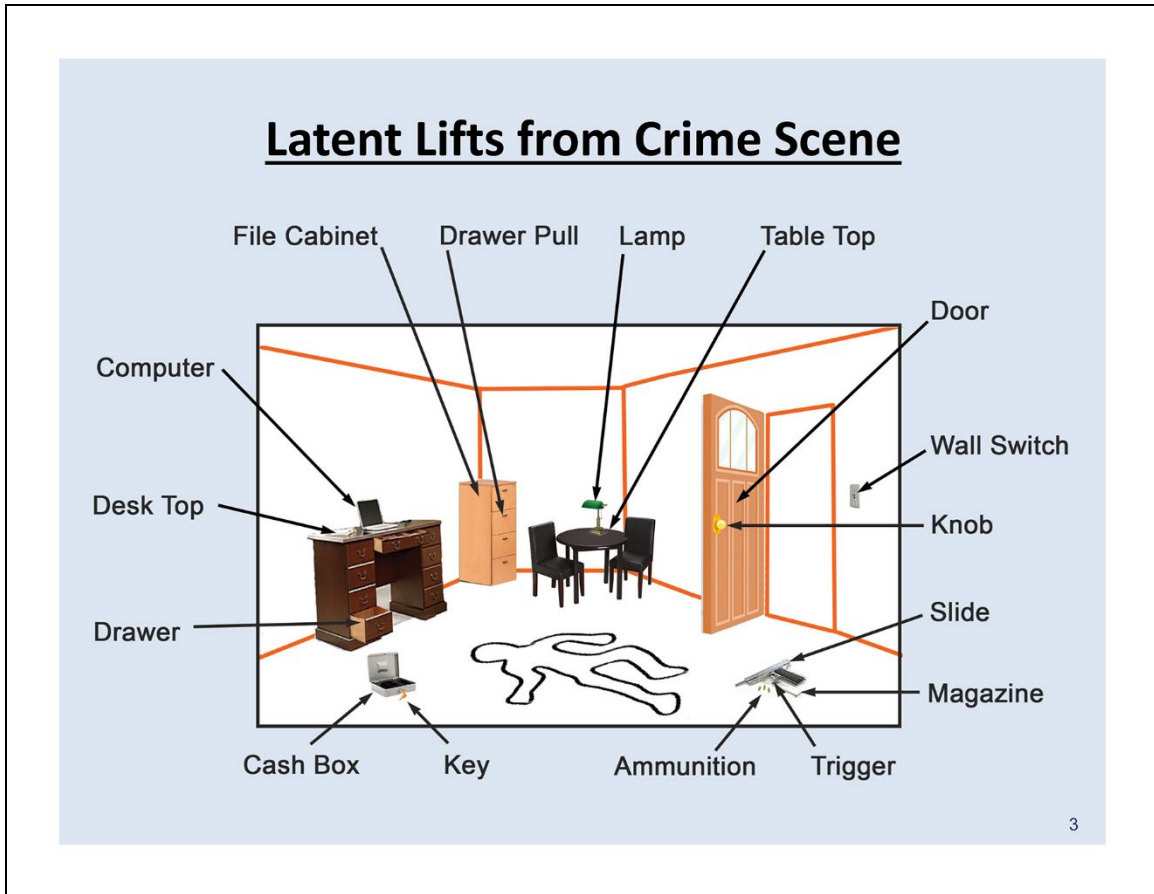 Latent Lifts from Crime Scene
File Cabinet
Drawer Pull
Lamp
Table Top
Door
Computer
Wall Switch
Desk Top
Knob
Slide
Drawer
Magazine
Cash Box
Key
Ammunition
Trigger
3